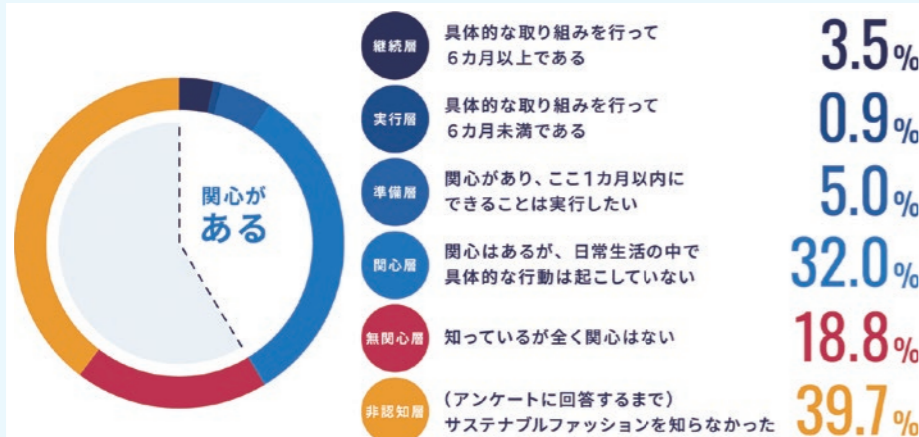 関心が
ある
継続層
具体的な取り組みを行って
6カ月以上である
3.5%
実行層
具体的な取り組みを行って
6カ月未満である
0.9%
準備層
関心があり、ここ1カ月以内に
できることは実行したい
5.0%
関心層
関心はあるが、日常生活の中で
具体的な行動は起こしていない
32.0%
無関心層
知っているが全く関心はない
18.8%
非認知層
(アンケートに回答するまで)
サステナブルファッションを知らなかった
39.7%